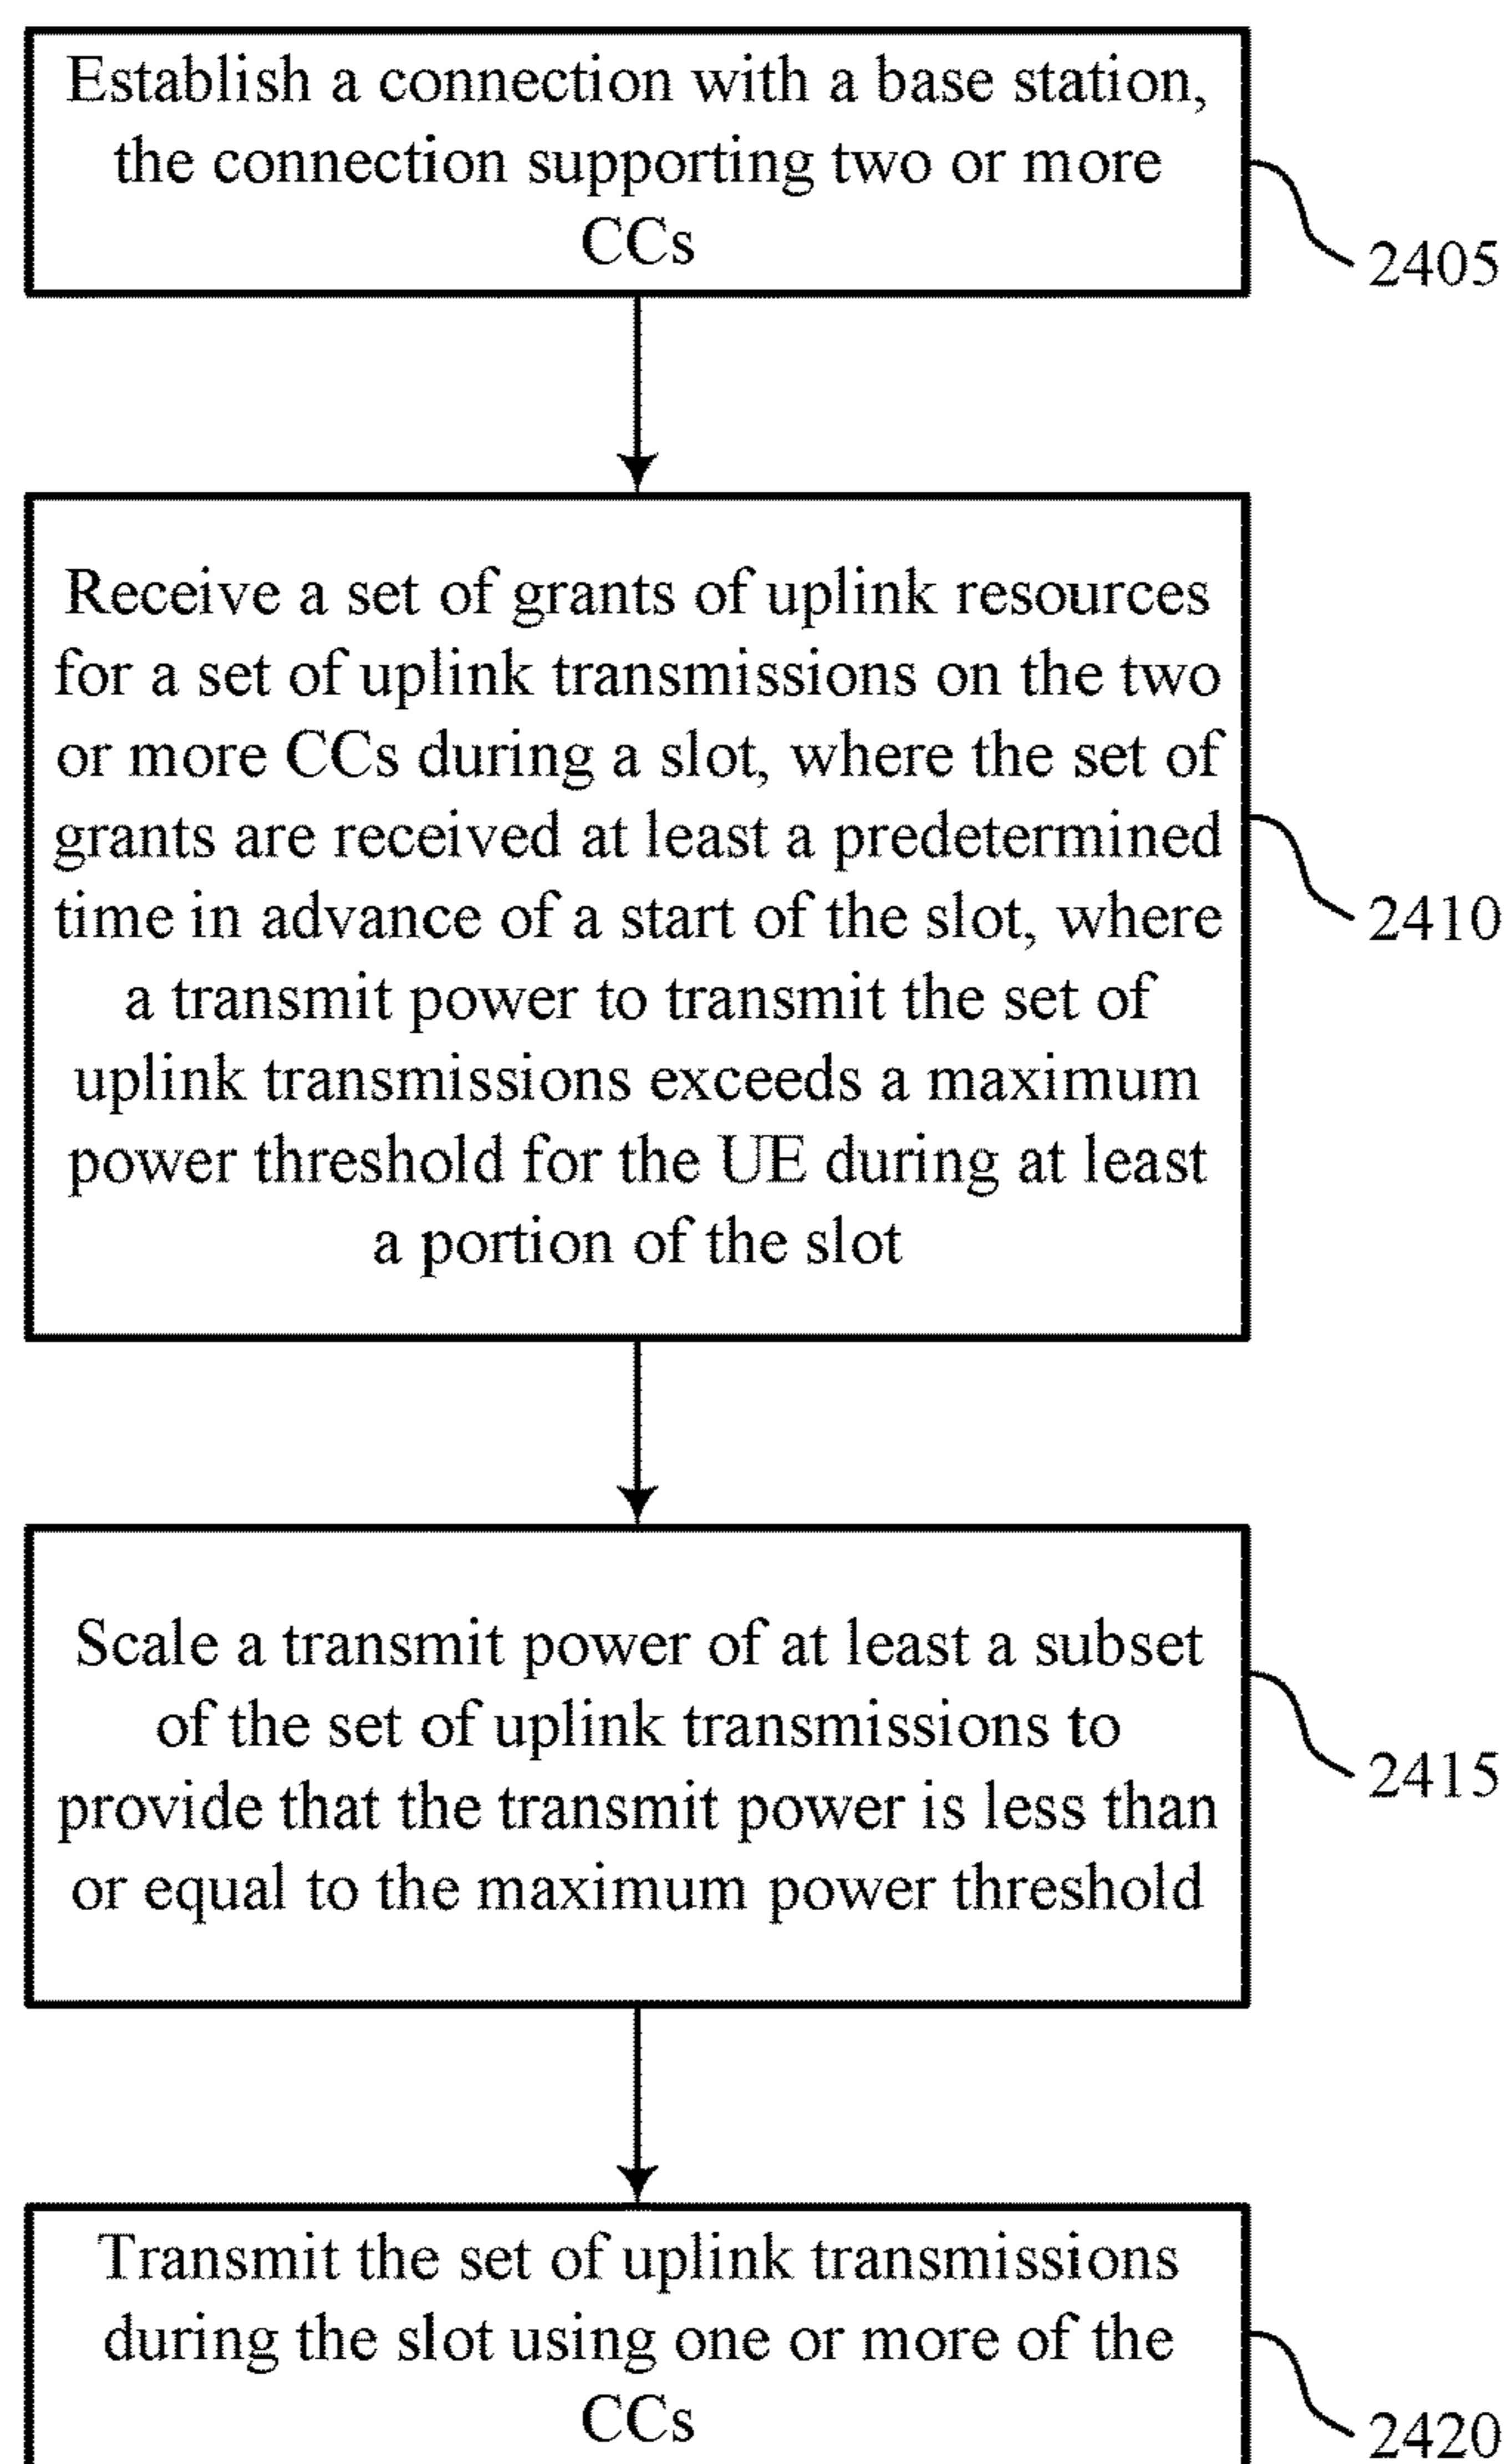 Establish a connection with a base station,
the connection supporting two or more
CCs
2405
Receive a set of grants of uplink resources
for a set of uplink transmissions on the two
or more CCs during a slot, where the set of
grants are received at least a predetermined
time in advance of a start of the slot, where
a transmit power to transmit the set of
uplink transmissions exceeds a maximum
power threshold for the UE during at least
a portion of the slot
2410
Scale a transmit power of at least a subset
of the set of uplink transmissions to
provide that the transmit power is less than
or equal to the maximum power threshold
2415
Transmit the set of uplink transmissions
during the slot using one or more of the
CCs
2420